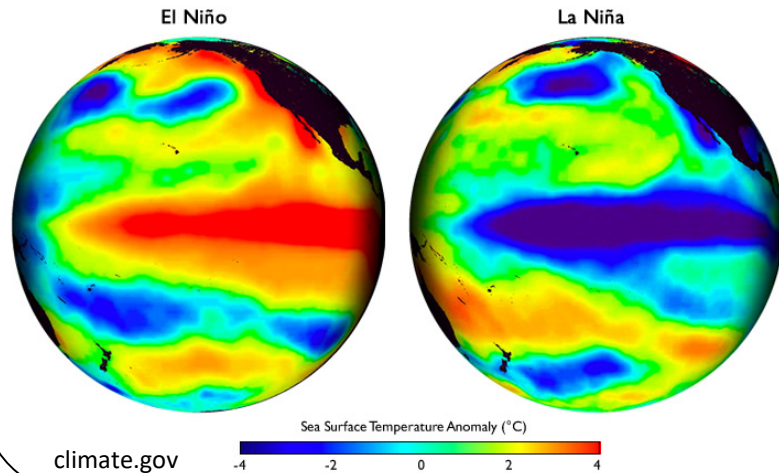 El Niño
La Niña
Sea Surface Temperature Anomaly (°C)
-4 -2 0 2 4
climate.gov